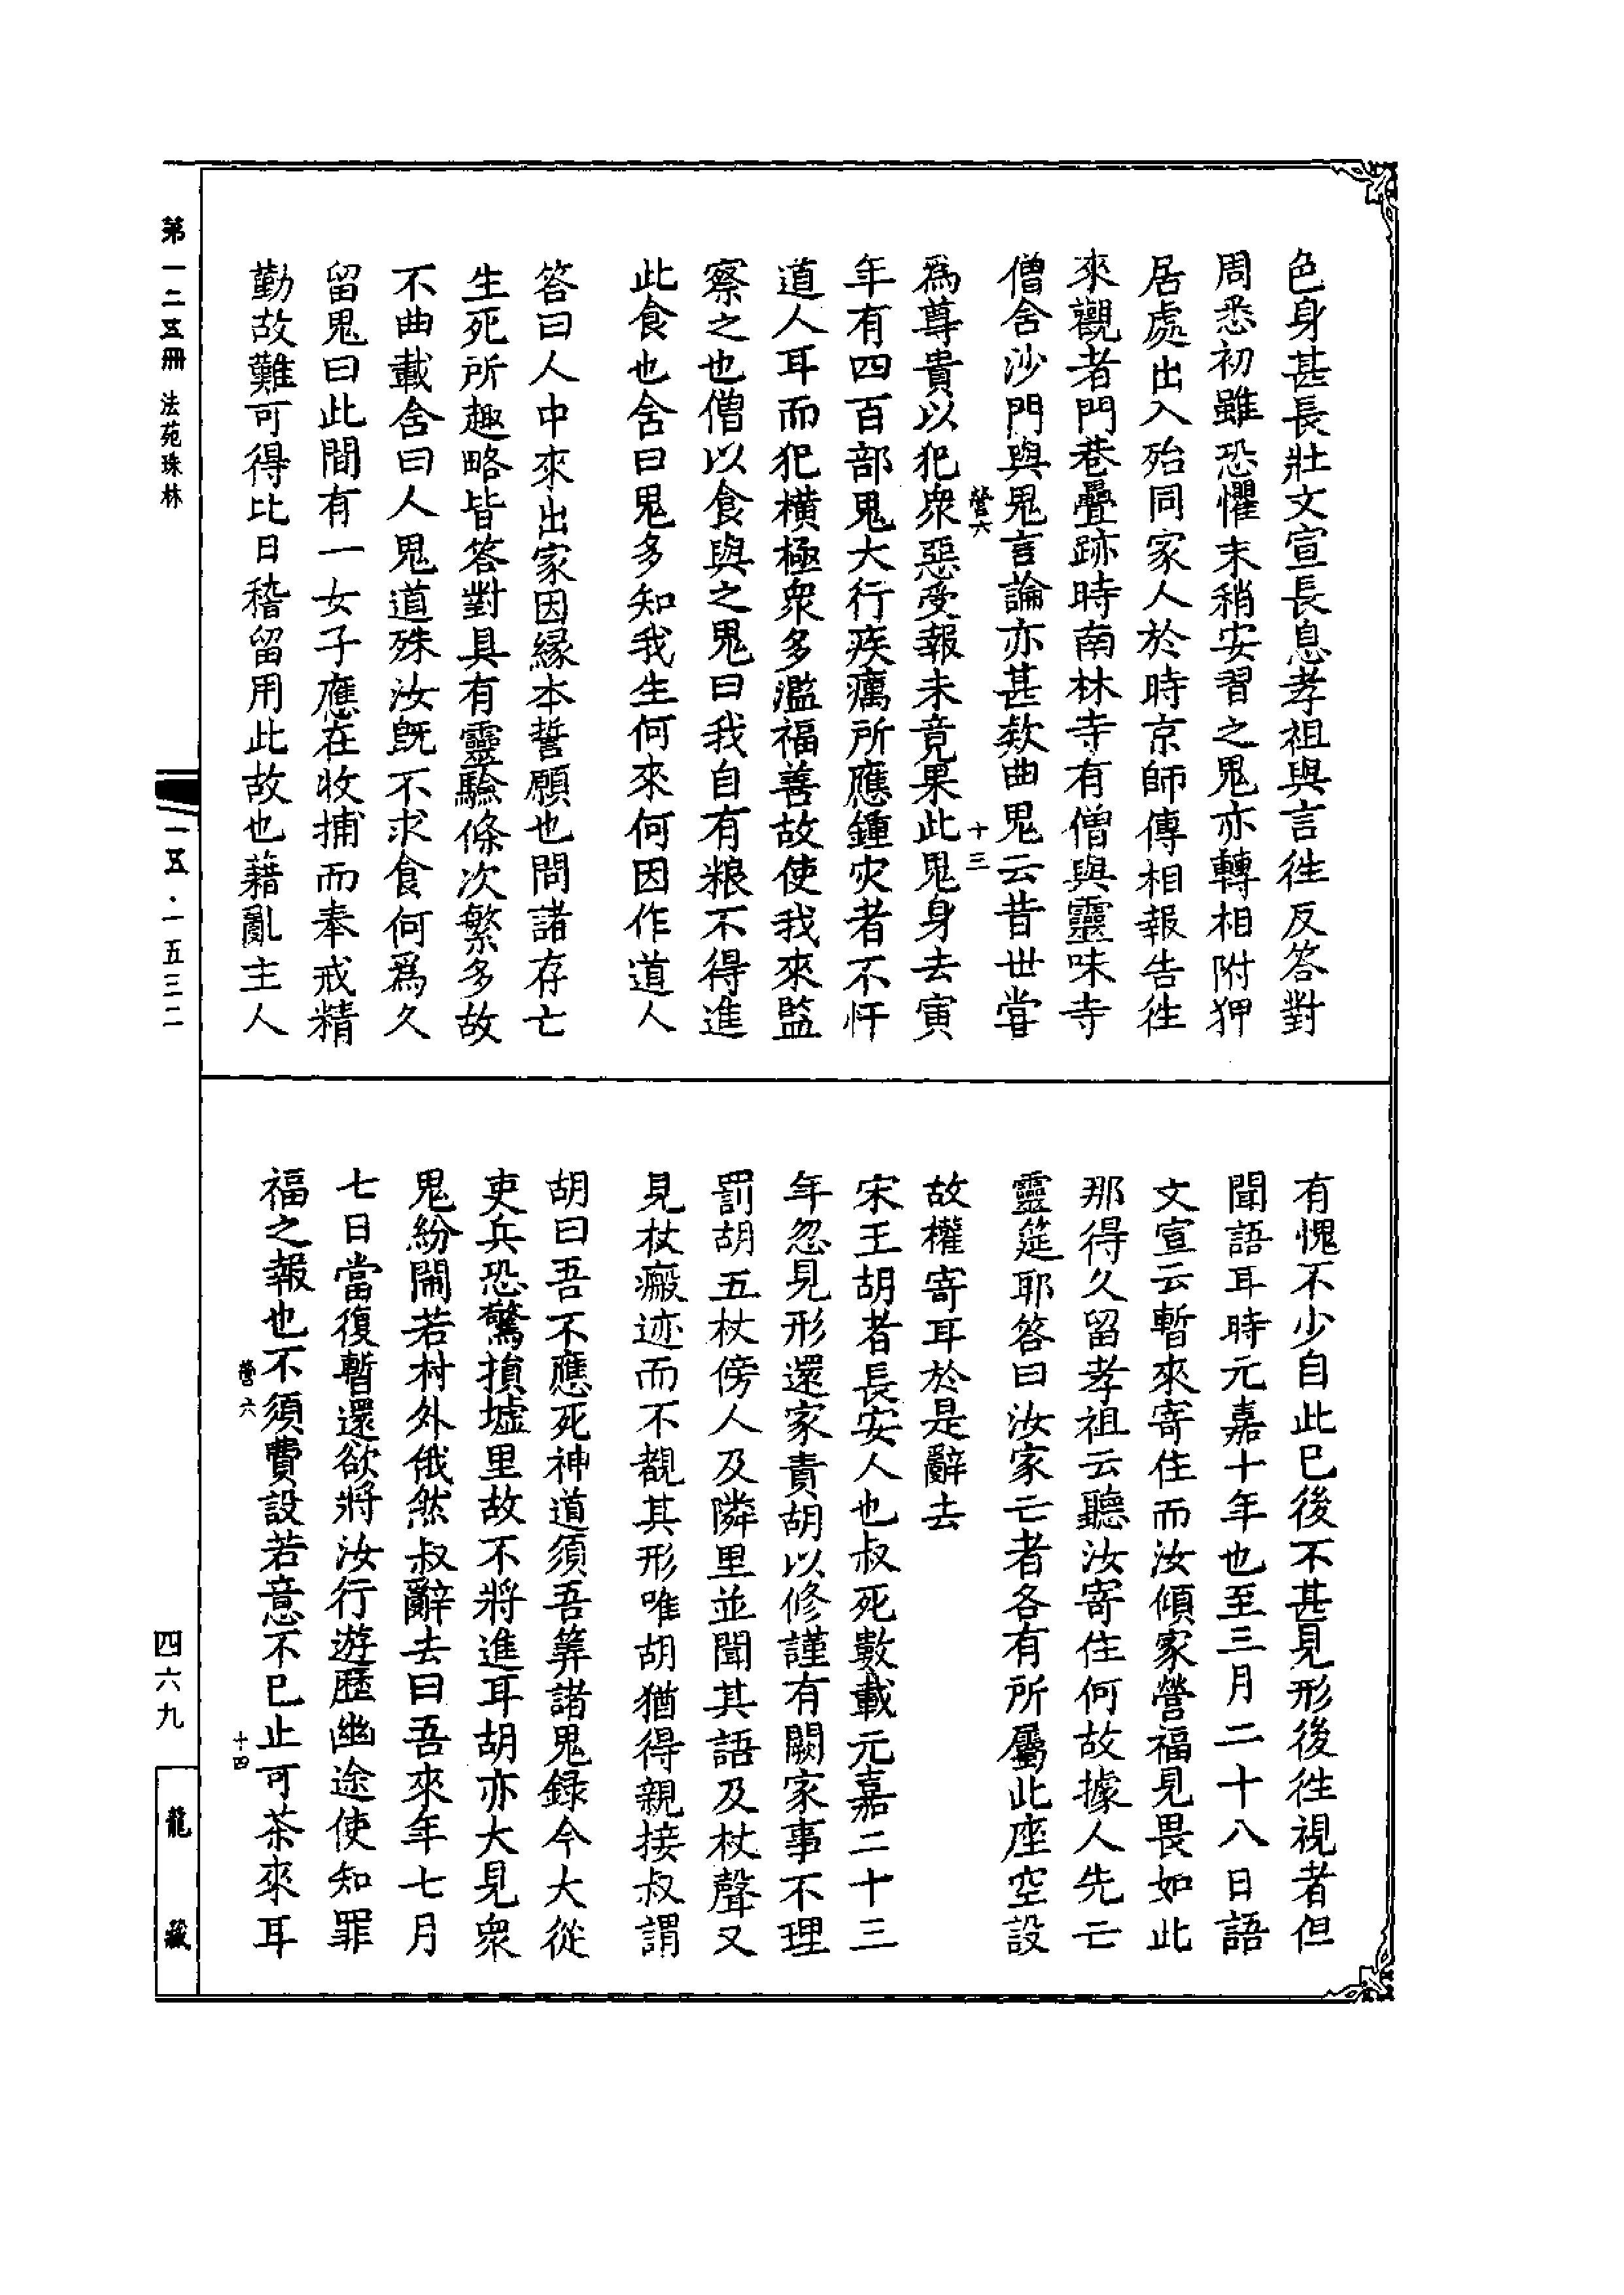 色身甚長壯文宣長息孝祖與言徃反答對
周悉初雖恐懼末稍安習之鬼亦轉相附狎
居處出入殆同家人於時京師傳相報告徃
來觀者門巷疊跡時南林寺有僧與靈味寺
僧舍沙門與鬼言論亦甚欵曲鬼云昔世甞
營六
十三
爲尊貴以犯衆惡受報未竟果此鬼身去寅
年有四百部鬼大行疾癘所應鍾灾者不忓
道人耳而犯橫極衆多濫福善故使我來監
察之也僧以食與之鬼曰我自有粮不得進
此食也舍曰鬼多知我生何來何因作道人
答曰人中來出家因緣本誓願也問諸存亡
生死所趣略皆答對具有靈驗條次繁多故
不曲載舍曰人鬼道殊汝旣不求食何爲久
留鬼曰此間有一女子應在收捕而奉戒精
勤故難可得比日稽留用此故也藉亂主人
有愧不少自此已後不甚見形後徃視者但
聞語耳時元嘉十年也至三月二十八日語
文宣云暫來寄住而汝傾家營福見畏如此
那得久留孝祖云聽汝寄住何故據人先亡
靈筵耶答曰汝家亡者各有所屬此座空設
故權寄耳於是辭去
宋王胡者長安人也叔死數載元嘉二十三
年忽見形還家責胡以修謹有闕家事不理
罰胡五杖傍人及隣里並聞其語及杖聲又
見杖瘢迹而不覩其形唯胡猶得親接叔謂
胡曰吾不應死神道須吾筭諸鬼録今大從
吏兵恐驚損墟里故不將進耳胡亦大見衆
鬼紛鬧若村外俄然叔辭去曰吾來年七月
七日當復暫還欲將汝行遊歷幽途使知罪
福之報也不須費設若意不已止可茶來耳
營六
十四
第一二五冊 法苑珠林
一五·一五三二
四六九
龍藏